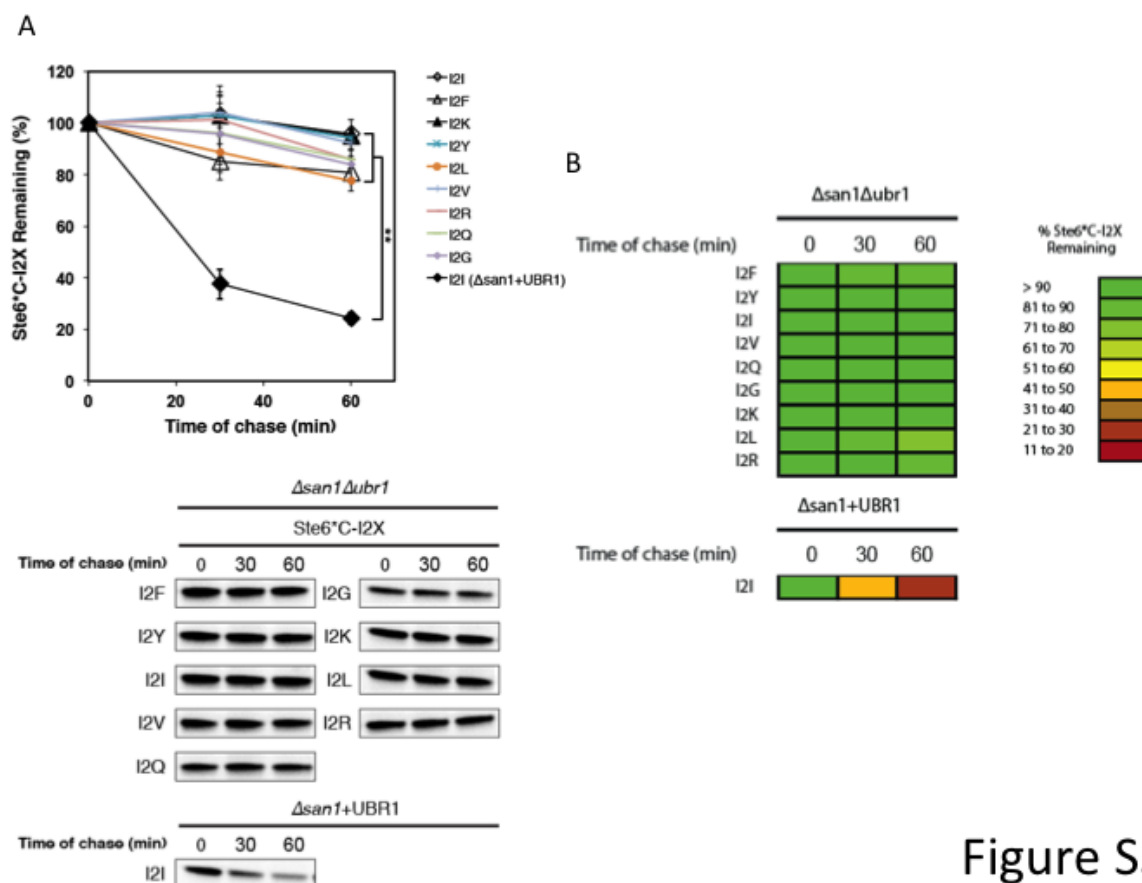 A
120
100
80
60
40
20
0
Ste6*C-I2X Remaining (%)
0 20 40 60
Time of chase (min)
**
I2I
I2F
I2K
I2Y
I2L
I2V
I2R
I2Q
I2G
I2I (Δsan1+UBR1)
Δsan1Δubr1
Ste6*C-I2X
Time of chase (min) 0 30 60 0 30 60
I2F I2G
I2Y I2K
I2I I2L
I2V I2R
I2Q
Δsan1+UBR1
Time of chase (min) 0 30 60
I2I
B
Δsan1Δubr1
Time of chase (min) 0 30 60
I2F
I2Y
I2I
I2V
I2Q
I2G
I2K
I2L
I2R
Δsan1+UBR1
Time of chase (min) 0 30 60
I2I
% Ste6*C-I2X
Remaining
> 90
81 to 90
71 to 80
61 to 70
51 to 60
41 to 50
31 to 40
21 to 30
11 to 20
Figure S